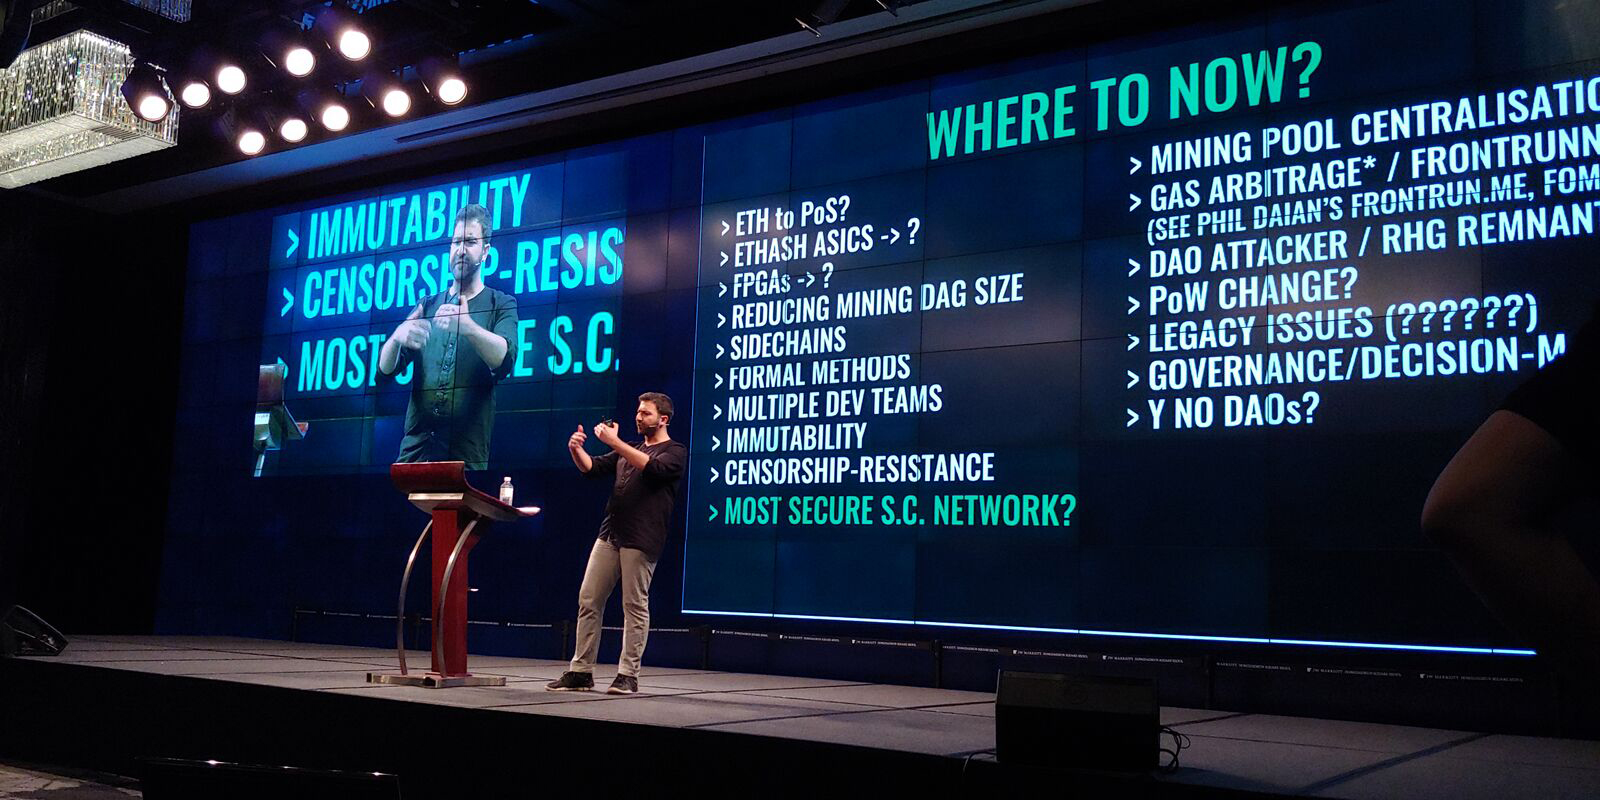 > IMMUTABILITY
> CENSORSHIP-RESIS
> MOST S E S.C.
WHERE TO NOW?
> ETH to PoS?
> ETHASH ASICS -> ?
> FPGAs -> ?
> REDUCING MINING DAG SIZE
> SIDECHAINS
> FORMAL METHODS
> MULTIPLE DEV TEAMS
> IMMUTABILITY
> CENSORSHIP-RESISTANCE
> MOST SECURE S.C. NETWORK?
> MINING POOL CENTRALISATIO
> GAS ARBITRAGE* / FRONTRUNN
(SEE PHIL DAIAN'S FRONTRUN.ME, FOM
> DAO ATTACKER / RHG REMNANT
> PoW CHANGE?
> LEGACY ISSUES (??????)
> GOVERNANCE/DECISION-M
> Y NO DAOs?